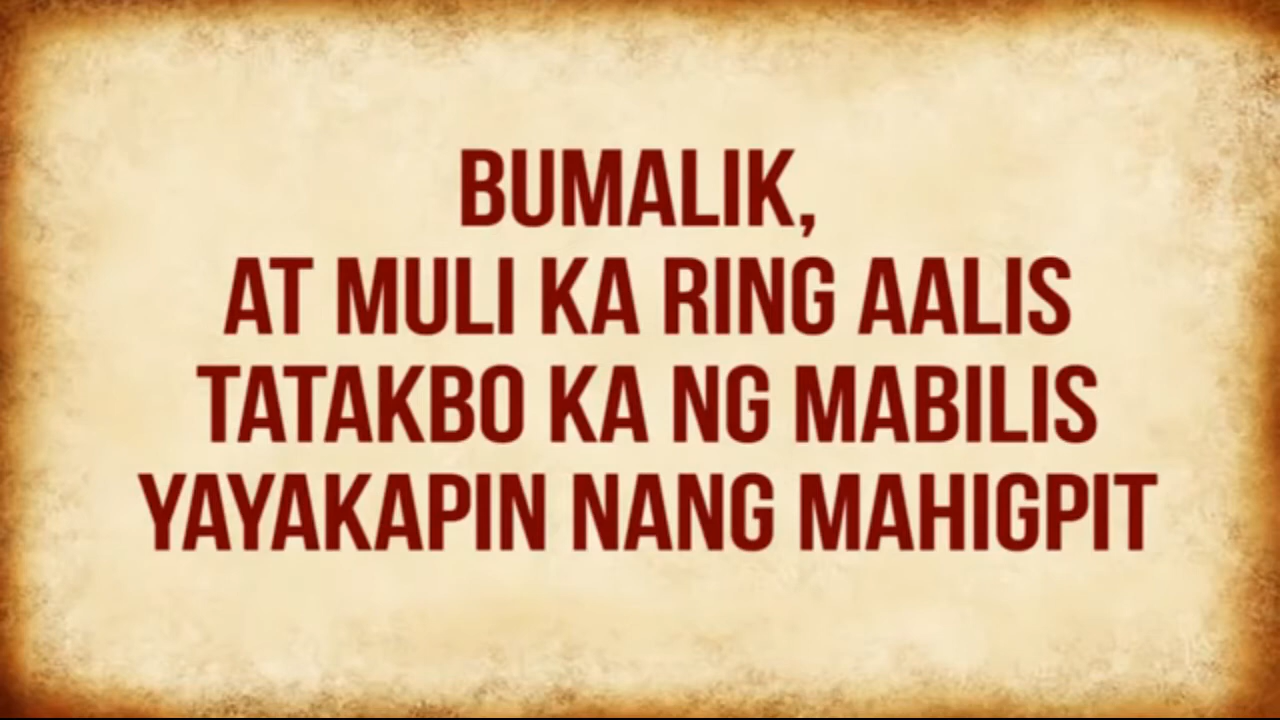 BUMALIK,
AT MULI KA RING AALIS
TATAKBO KA NG MABILIS
YAYAKAPIN NANG MAHIGPIT